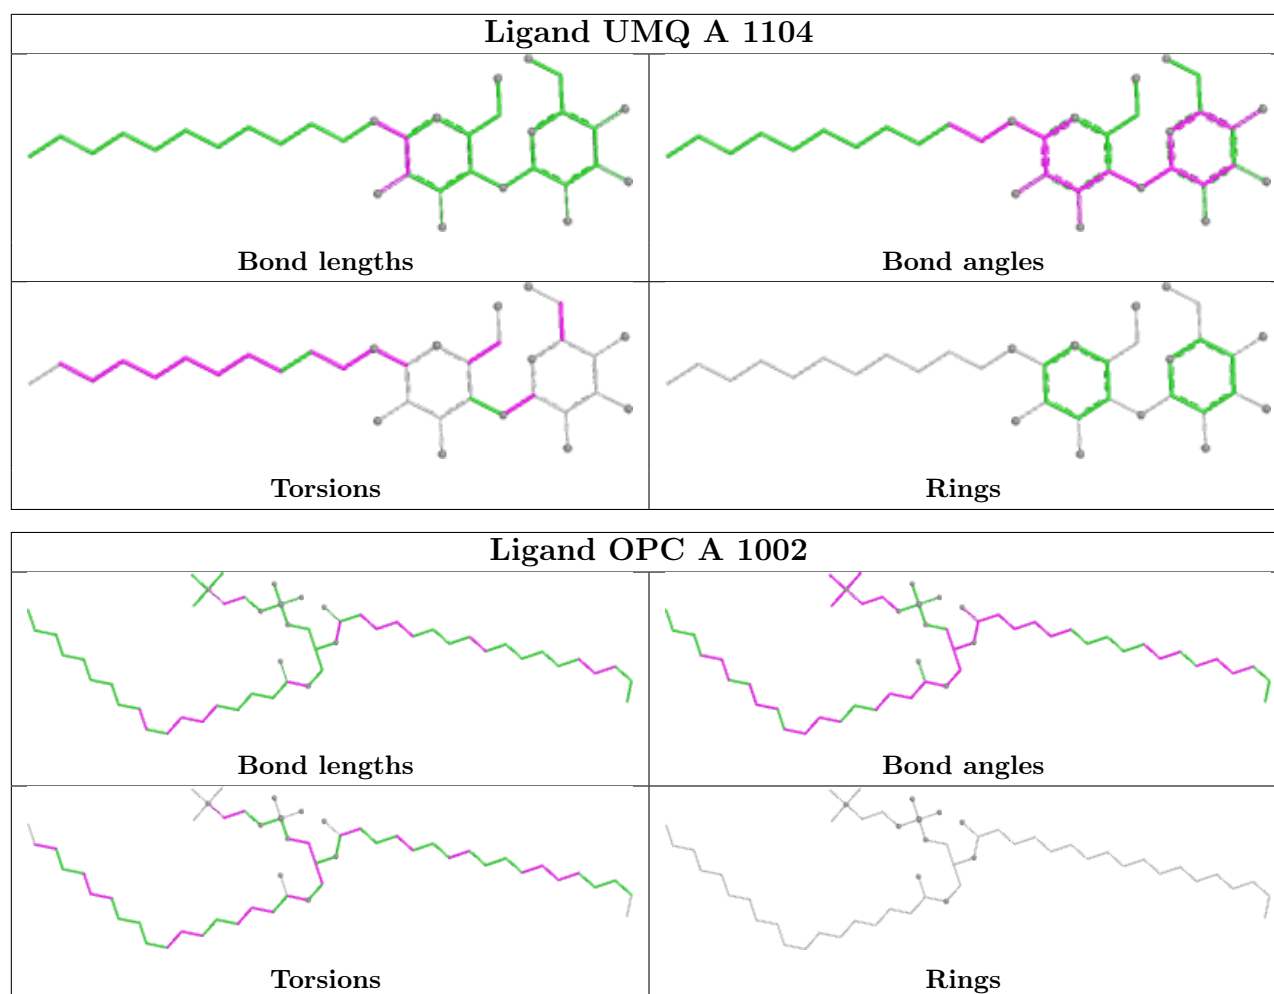 Ligand UMQ A 1104
Bond lengths
Bond angles
Torsions
Rings
Ligand OPC A 1002
Bond lengths
Bond angles
Torsions
Rings